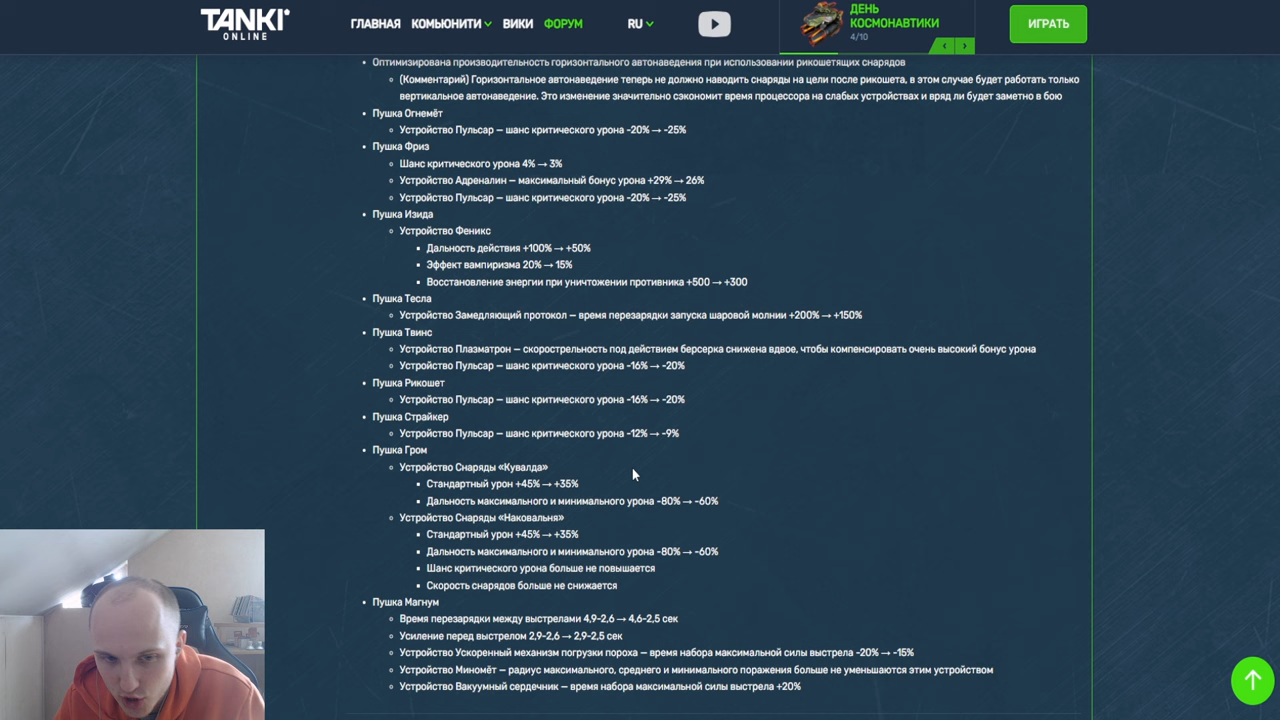 TANKI
ONLINE
ГЛАВНАЯ
КОМЬЮНИТИ
ВИКИ
ФОРУМ
RU
ДЕНЬ
КОСМОНАВТИКИ
4/10
ИГРАТЬ
Оптимизирована производительность горизонтального автонаведения при использовании рикошетящих снарядов
(Комментарий) Горизонтальное автонаведение теперь не должно наводить снаряды на цели после рикошета, в этом случае будет работать только
вертикальное автонаведение. Это изменение значительно сэкономит время процессора на слабых устройствах и вряд ли будет заметно в бою
Пушка Огнемёт
Устройство Пульсар — шанс критического урона -20% → -25%
Пушка Фриз
Шанс критического урона 4% → 3%
Устройство Адреналин — максимальный бонус урона +29% → 26%
Устройство Пульсар — шанс критического урона -20% → -25%
Пушка Изида
Устройство Феникс
Дальность действия +100% → +50%
Эффект вампиризма 20% → 15%
Восстановление энергии при уничтожении противника +500 → +300
Пушка Тесла
Устройство Замедляющий протокол — время перезарядки запуска шаровой молнии +200% → +150%
Пушка Твинс
Устройство Плазматрон — скорострельность под действием берсерка снижена вдвое, чтобы компенсировать очень высокий бонус урона
Устройство Пульсар — шанс критического урона -16% → -20%
Пушка Рикошет
Устройство Пульсар — шанс критического урона -16% → -20%
Пушка Страйкер
Устройство Пульсар — шанс критического урона -12% → -9%
Пушка Гром
Устройство Снаряды «Кувалда»
Стандартный урон +45% → +35%
Дальность максимального и минимального урона -80% → -60%
Устройство Снаряды «Наковальня»
Стандартный урон +45% → +35%
Дальность максимального и минимального урона -80% → -60%
Шанс критического урона больше не повышается
Скорость снарядов больше не снижается
Пушка Магнум
Время перезарядки между выстрелами 4,9-2,6 → 4,6-2,5 сек
Усиление перед выстрелом 2,9-2,6 → 2,9-2,5 сек
Устройство Ускоренный механизм погрузки пороха — время набора максимальной силы выстрела -20% → -15%
Устройство Миномёт — радиус максимального, среднего и минимального поражения больше не уменьшаются этим устройством
Устройство Вакуумный сердечник — время набора максимальной силы выстрела +20%